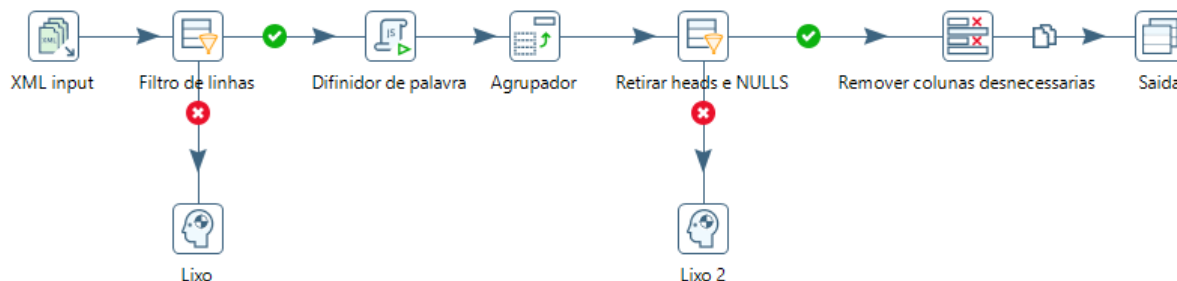 XML input
Filtro de linhas
Difinidor de palavra
Agrupador
Retirar heads e NULLS
Remover colunas desnecessarias
Saida
Lixo
Lixo 2